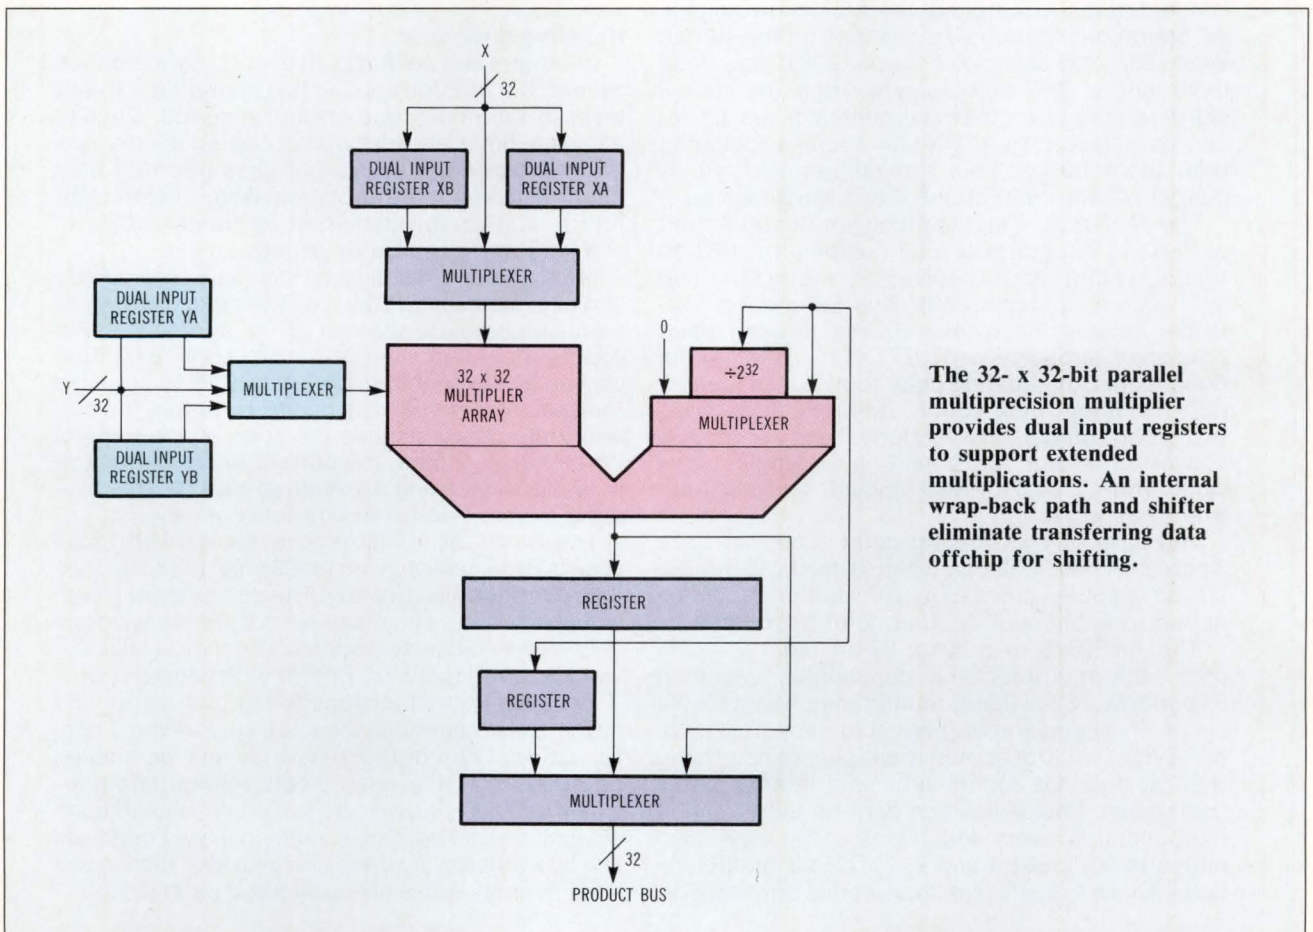 X
32
DUAL INPUT
REGISTER XB
DUAL INPUT
REGISTER XA
MULTIPLEXER
DUAL INPUT
REGISTER YA
Y
32
MULTIPLEXER
DUAL INPUT
REGISTER YB
32 x 32
MULTIPLIER
ARRAY
0
÷2³²
MULTIPLEXER
REGISTER
REGISTER
MULTIPLEXER
32
PRODUCT BUS
The 32- x 32-bit parallel
multiprecision multiplier
provides dual input registers
to support extended
multiplications. An internal
wrap-back path and shifter
eliminate transferring data
offchip for shifting.